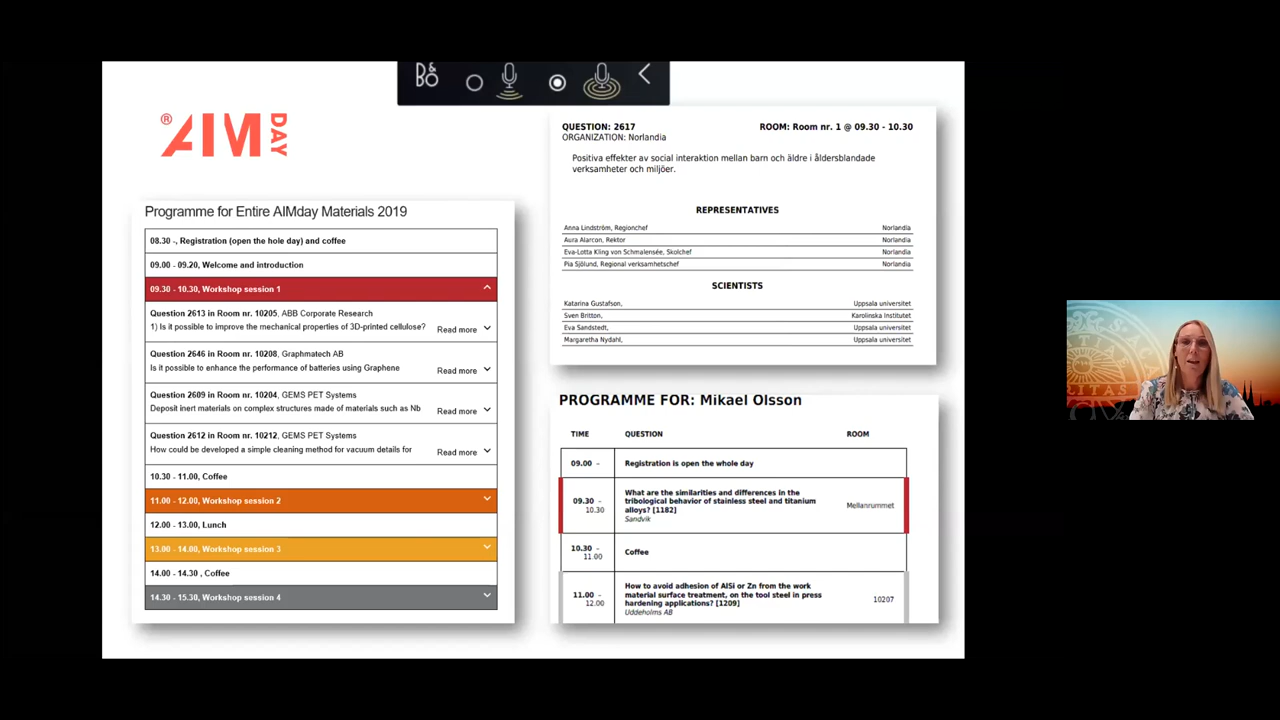 B&O
® AIM DAY
Programme for Entire AIMday Materials 2019
08.30 -, Registration (open the hole day) and coffee
09.00 - 09.20, Welcome and introduction
09.30 - 10.30, Workshop session 1
Question 2613 in Room nr. 10205, ABB Corporate Research
1) Is it possible to improve the mechanical properties of 3D-printed cellulose?
Read more
Question 2646 in Room nr. 10208, Graphmatech AB
Is it possible to enhance the performance of batteries using Graphene
Read more
Question 2609 in Room nr. 10204, GEMS PET Systems
Deposit inert materials on complex structures made of materials such as Nb
Read more
Question 2612 in Room nr. 10212, GEMS PET Systems
How could be developed a simple cleaning method for vacuum details for
Read more
10.30 - 11.00, Coffee
11.00 - 12.00, Workshop session 2
12.00 - 13.00, Lunch
13.00 - 14.00, Workshop session 3
14.00 - 14.30 , Coffee
14.30 - 15.30, Workshop session 4
QUESTION: 2617 ROOM: Room nr. 1 @ 09.30 - 10.30
ORGANIZATION: Norlandia
Positiva effekter av social interaktion mellan barn och äldre i åldersblandade
verksamheter och miljöer.
REPRESENTATIVES
Anna Lindström, Regionchef Norlandia
Aura Alarcon, Rektor Norlandia
Eva-Lotta Kling von Schmalensée, Skolchef Norlandia
Pia Sjölund, Regional verksamhetschef Norlandia
SCIENTISTS
Katarina Gustafson, Uppsala universitet
Sven Britton, Karolinska Institutet
Eva Sandstedt, Uppsala universitet
Margaretha Nydahl, Uppsala universitet
PROGRAMME FOR: Mikael Olsson
TIME QUESTION ROOM
09.00 - Registration is open the whole day
09.30 - 10.30
What are the similarities and differences in the
tribological behavior of stainless steel and titanium
alloys? [1182]
Sandvik
Mellanrummet
10.30 - 11.00
Coffee
11.00 - 12.00
How to avoid adhesion of AlSi or Zn from the work
material surface treatment, on the tool steel in press
hardening applications? [1209]
Uddeholms AB
10207